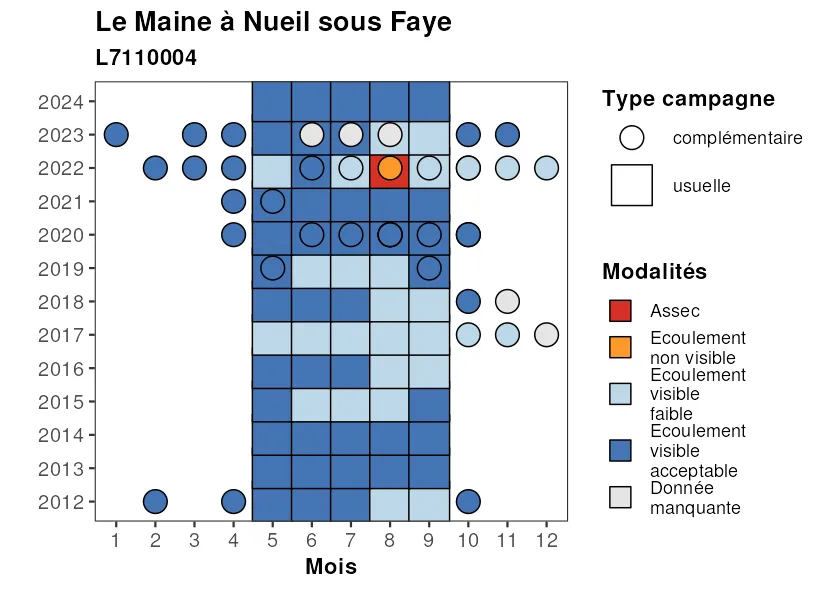 Le Maine à Nueil sous Faye
L7110004
2024
2023
2022
2021
2020
2019
2018
2017
2016
2015
2014
2013
2012
1 2 3 4 5 6 7 8 9 10 11 12
Mois
Type campagne
complémentaire
usuelle
Modalités
Assec
Ecoulement
non visible
Ecoulement
visible
faible
Ecoulement
visible
acceptable
Donnée
manquante